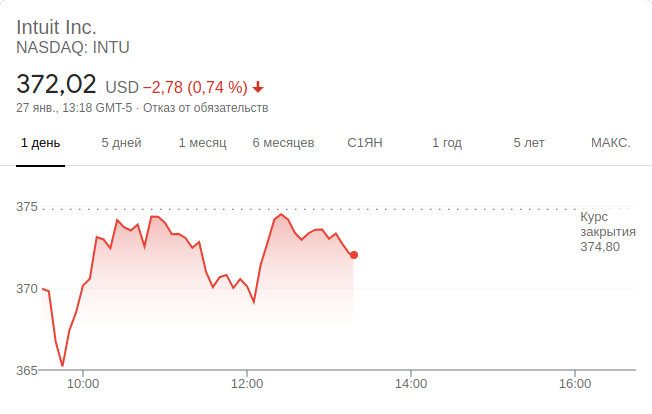 Intuit Inc.
NASDAQ: INTU
372,02 USD −2,78 (0,74 %)
27 янв., 13:18 GMT-5 · Отказ от обязательств
1 день 5 дней 1 месяц 6 месяцев С1ЯН 1 год 5 лет МАКС.
375
Курс
закрытия
374,80
370
365
10:00 12:00 14:00 16:00